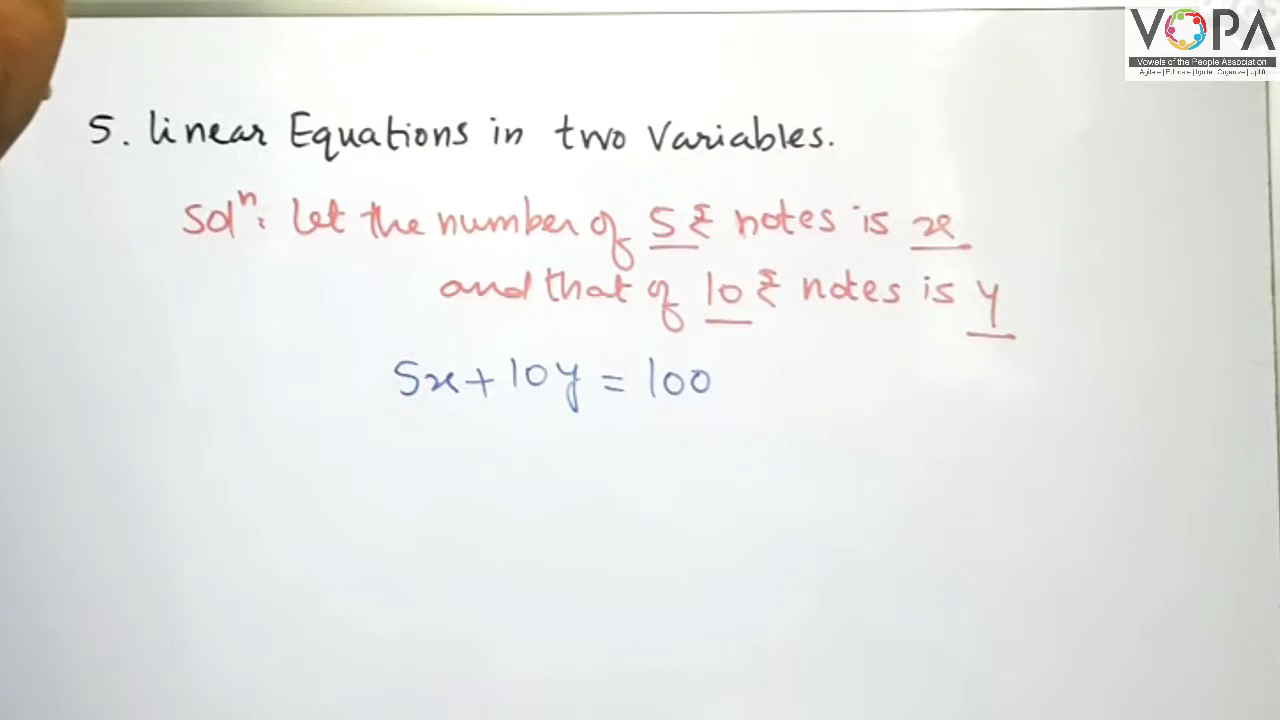 VOPA
Vowels of the People Association
5. Linear Equations in two Variables.
Solⁿ: Let the number of 5 ₹ notes is x
and that of 10 ₹ notes is y
5x + 10y = 100